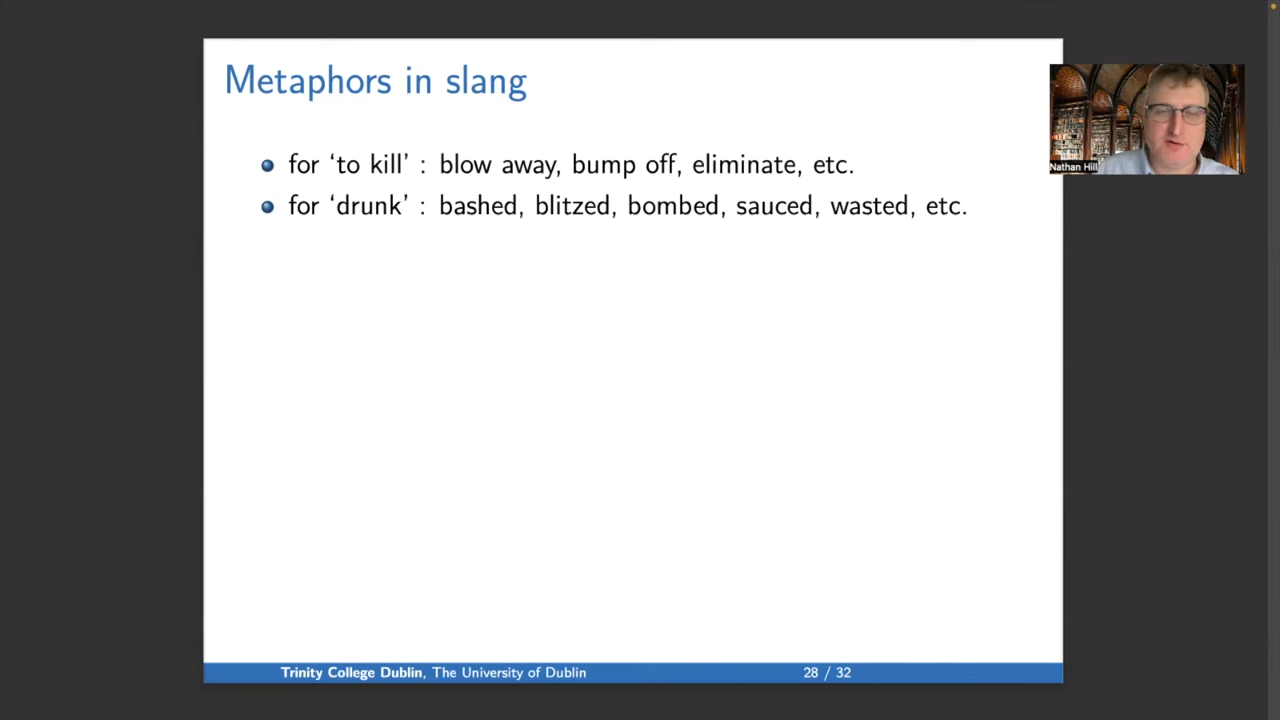 Metaphors in slang
for ‘to kill’ : blow away, bump off, eliminate, etc.
for ‘drunk’ : bashed, blitzed, bombed, sauced, wasted, etc.
Nathan Hill
Trinity College Dublin, The University of Dublin
28 / 32